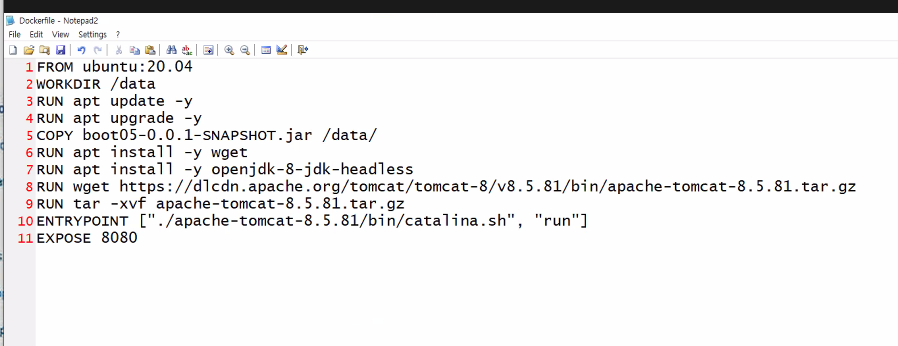 Dockerfile - Notepad2
File Edit View Settings ?
1 FROM ubuntu:20.04
2 WORKDIR /data
3 RUN apt update -y
4 RUN apt upgrade -y
5 COPY boot05-0.0.1-SNAPSHOT.jar /data/
6 RUN apt install -y wget
7 RUN apt install -y openjdk-8-jdk-headless
8 RUN wget https://dlcdn.apache.org/tomcat/tomcat-8/v8.5.81/bin/apache-tomcat-8.5.81.tar.gz
9 RUN tar -xvf apache-tomcat-8.5.81.tar.gz
10 ENTRYPOINT ["./apache-tomcat-8.5.81/bin/catalina.sh", "run"]
11 EXPOSE 8080